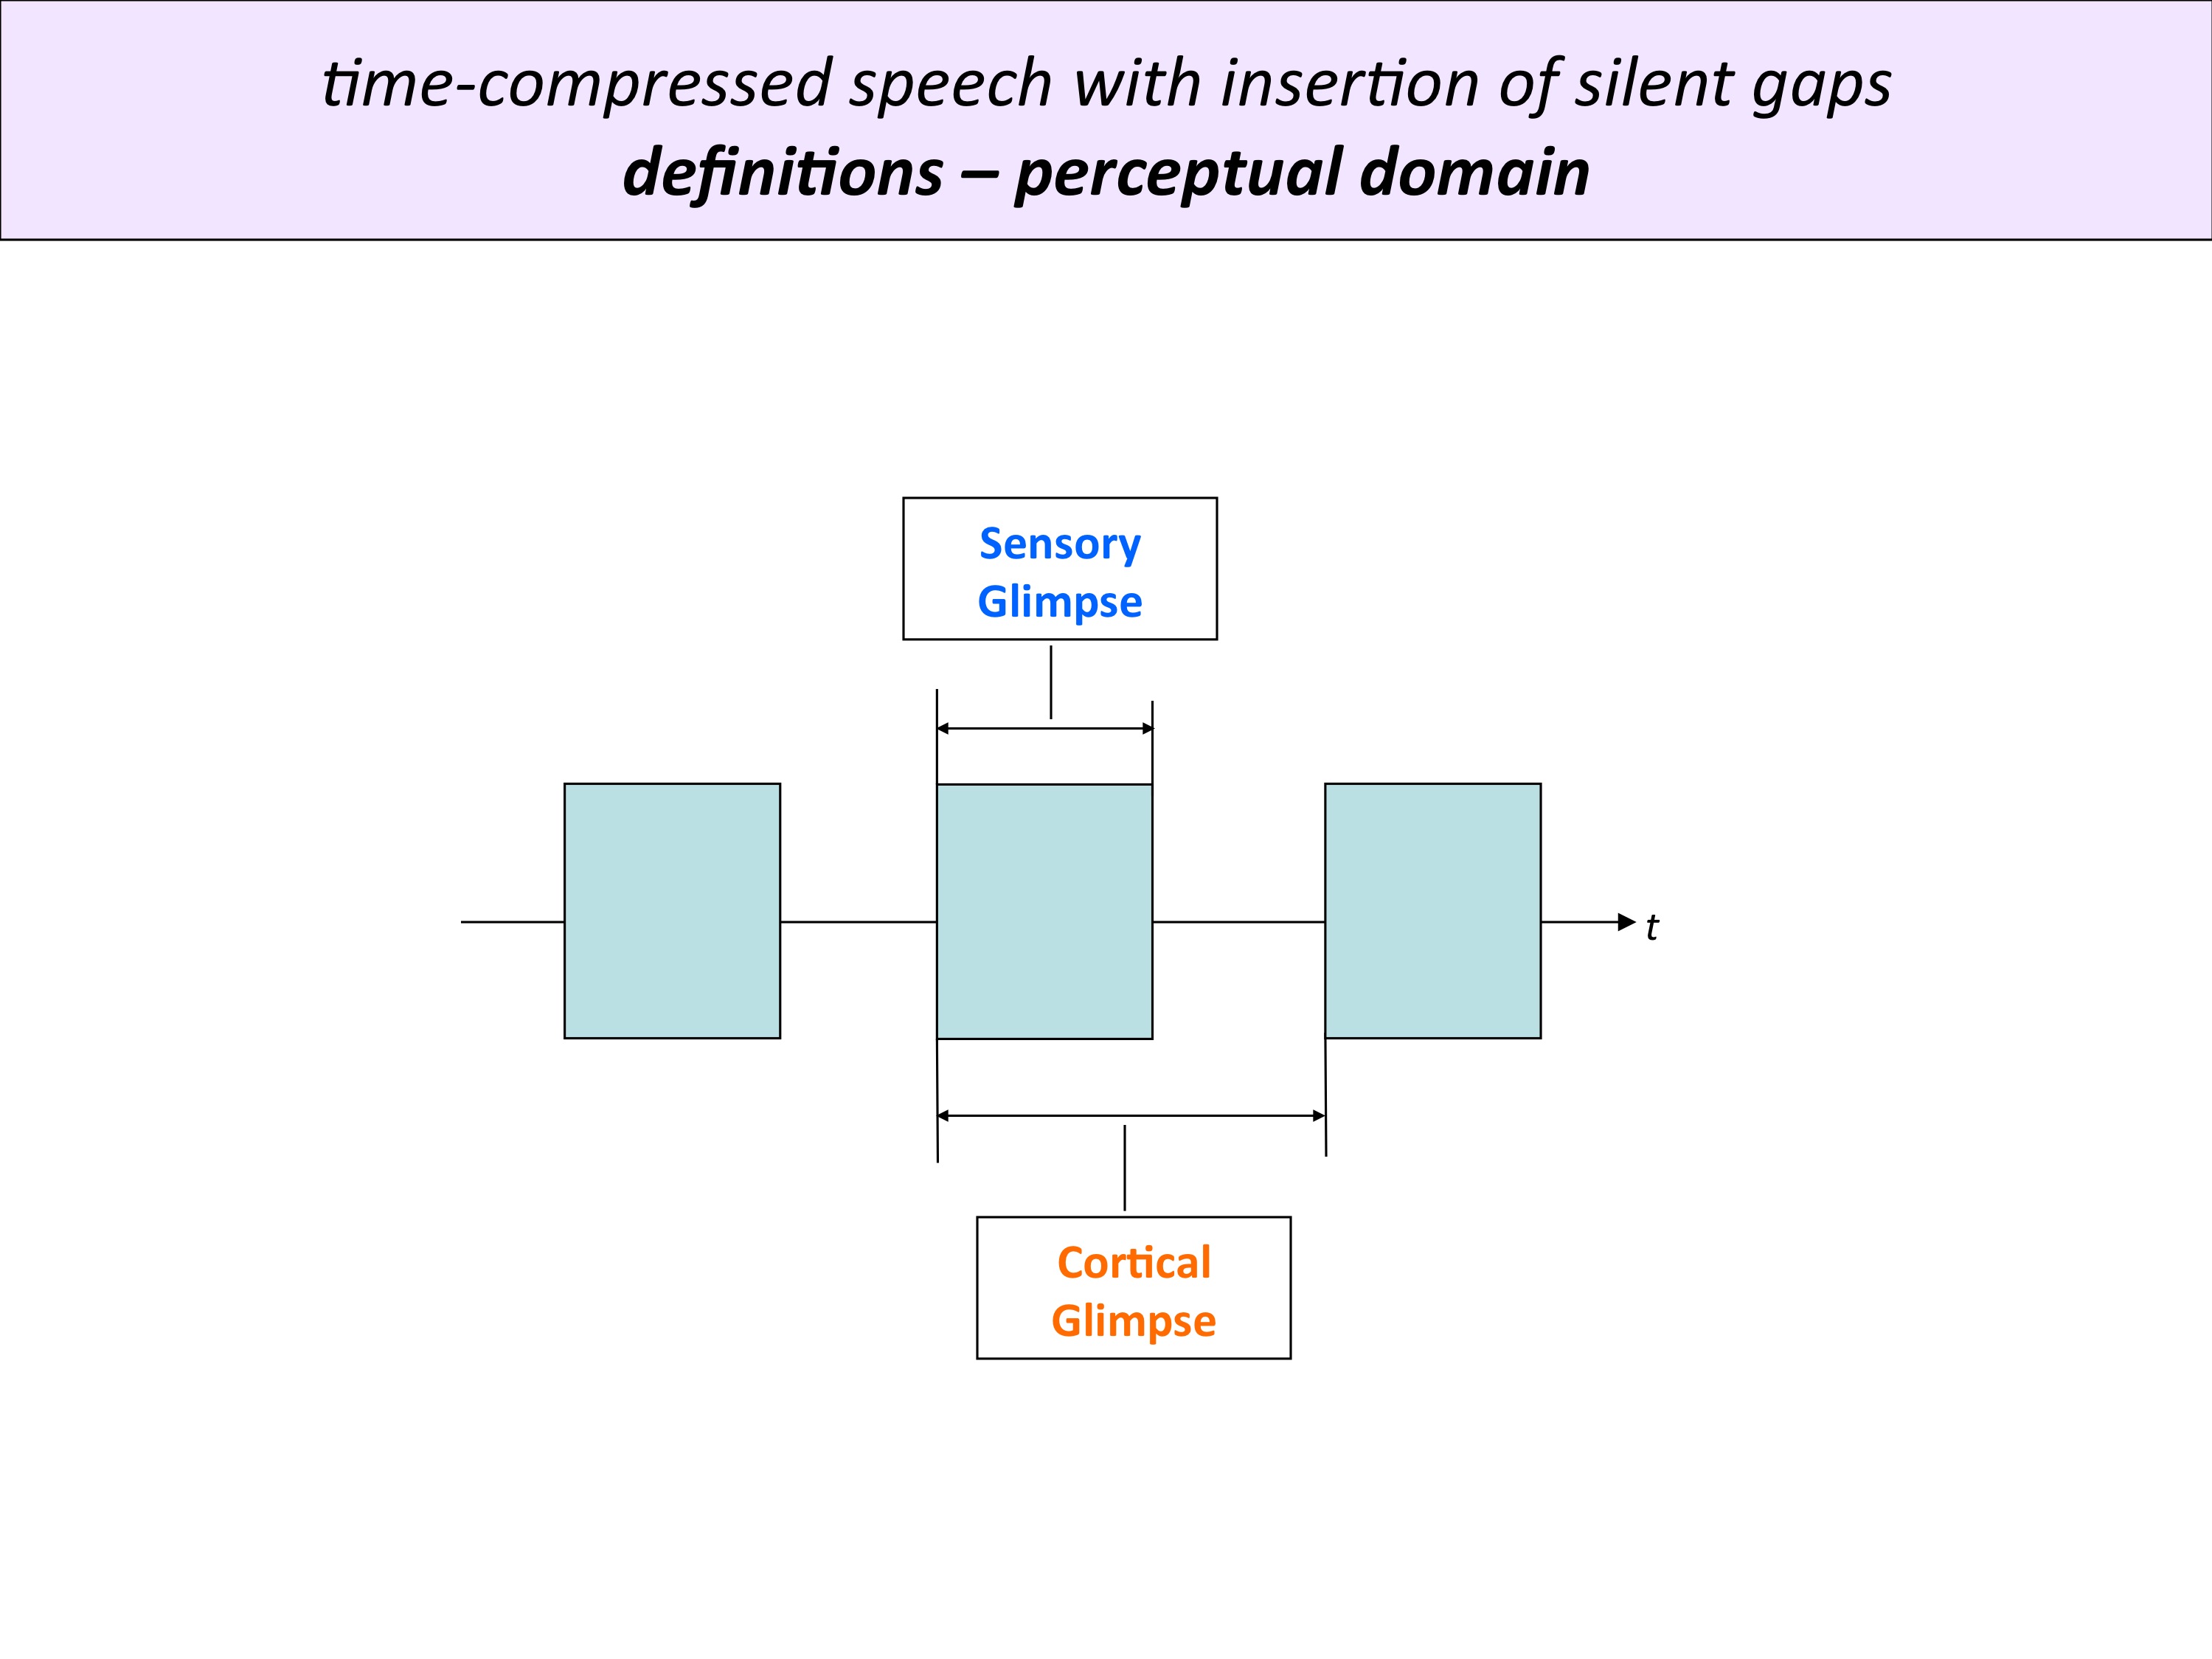 time-compressed speech with insertion of silent gaps
definitions – perceptual domain
Sensory
Glimpse
t
Cortical
Glimpse